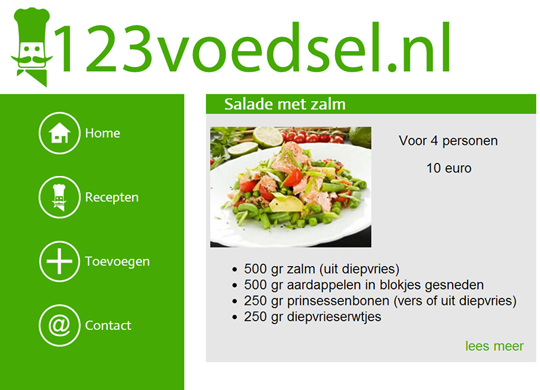 123voedsel.nl
Home
Recepten
Toevoegen
Contact
Salade met zalm
Voor 4 personen
10 euro
500 gr zalm (uit diepvries)
500 gr aardappelen in blokjes gesneden
250 gr prinsessenbonen (vers of uit diepvries)
250 gr diepvrieserwtjes
lees meer